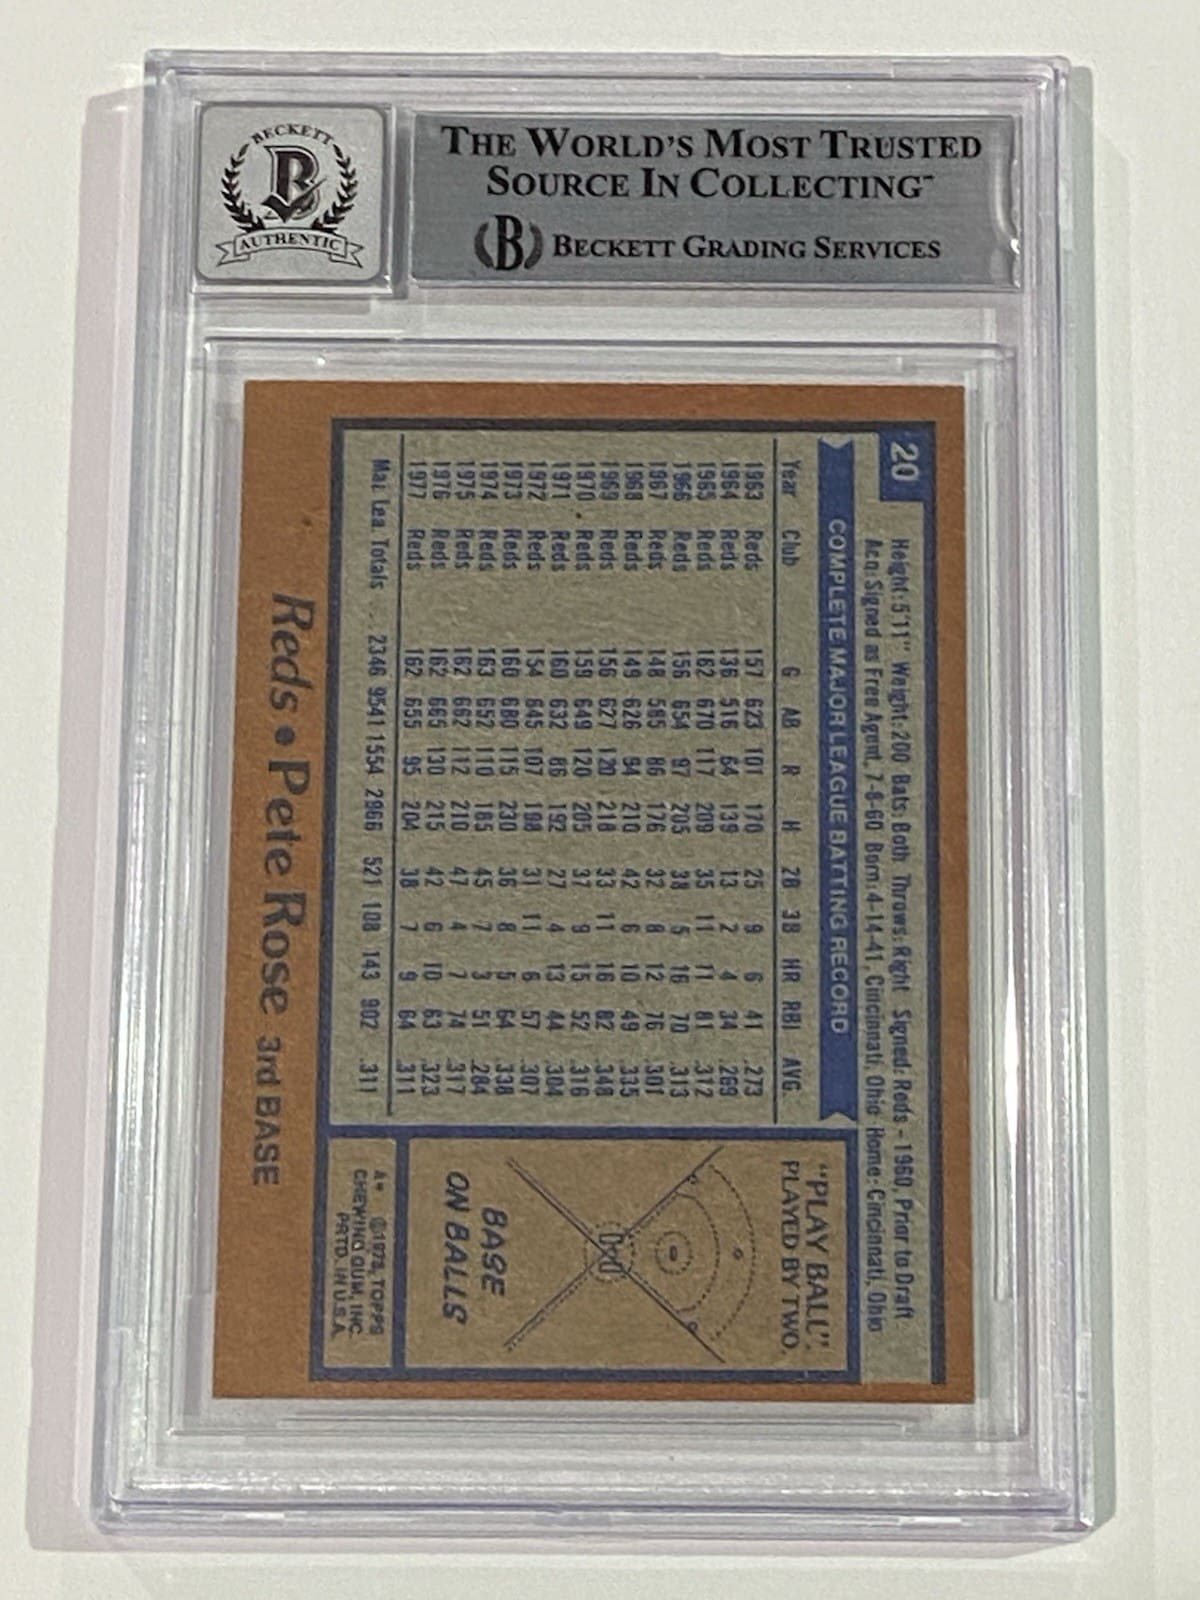 BECKETT
B
AUTHENTIC
THE WORLD'S MOST TRUSTED
SOURCE IN COLLECTING™
(B) BECKETT GRADING SERVICES
20
Height: 5'11" Weight: 200 Bats: Both Throws: Right Signed: Reds - 1960, Prior to Draft
Acq: Signed as Free Agent, 7-8-60 Born: 4-14-41, Cincinnati, Ohio Home: Cincinnati, Ohio
COMPLETE MAJOR LEAGUE BATTING RECORD
Year Club G AB R H 2B 3B HR RBI AVG.
1963 Reds 157 623 101 170 25 9 6 41 .273
1964 Reds 136 516 64 139 13 2 4 34 .269
1965 Reds 162 670 117 209 35 11 11 81 .312
1966 Reds 156 654 97 205 38 5 16 70 .313
1967 Reds 148 585 86 176 32 8 12 76 .301
1968 Reds 149 626 94 210 42 6 10 49 .335
1969 Reds 156 627 120 218 33 11 16 82 .348
1970 Reds 159 649 120 205 37 9 15 52 .316
1971 Reds 160 632 86 192 27 4 13 44 .304
1972 Reds 154 645 107 198 31 11 6 57 .307
1973 Reds 160 680 115 230 36 8 5 64 .338
1974 Reds 163 652 110 185 45 7 3 51 .284
1975 Reds 162 662 112 210 47 4 7 74 .317
1976 Reds 162 665 130 215 42 6 10 63 .323
1977 Reds 162 655 95 204 38 7 9 64 .311
Maj. Lea. Totals ... 2346 9541 1554 2966 521 108 143 902 .311
"PLAY BALL"
PLAYED BY TWO.
BASE
ON BALLS
A* ©1978, TOPPS
CHEWING GUM, INC.
PRTD. IN U.S.A.
Reds • Pete Rose 3rd BASE